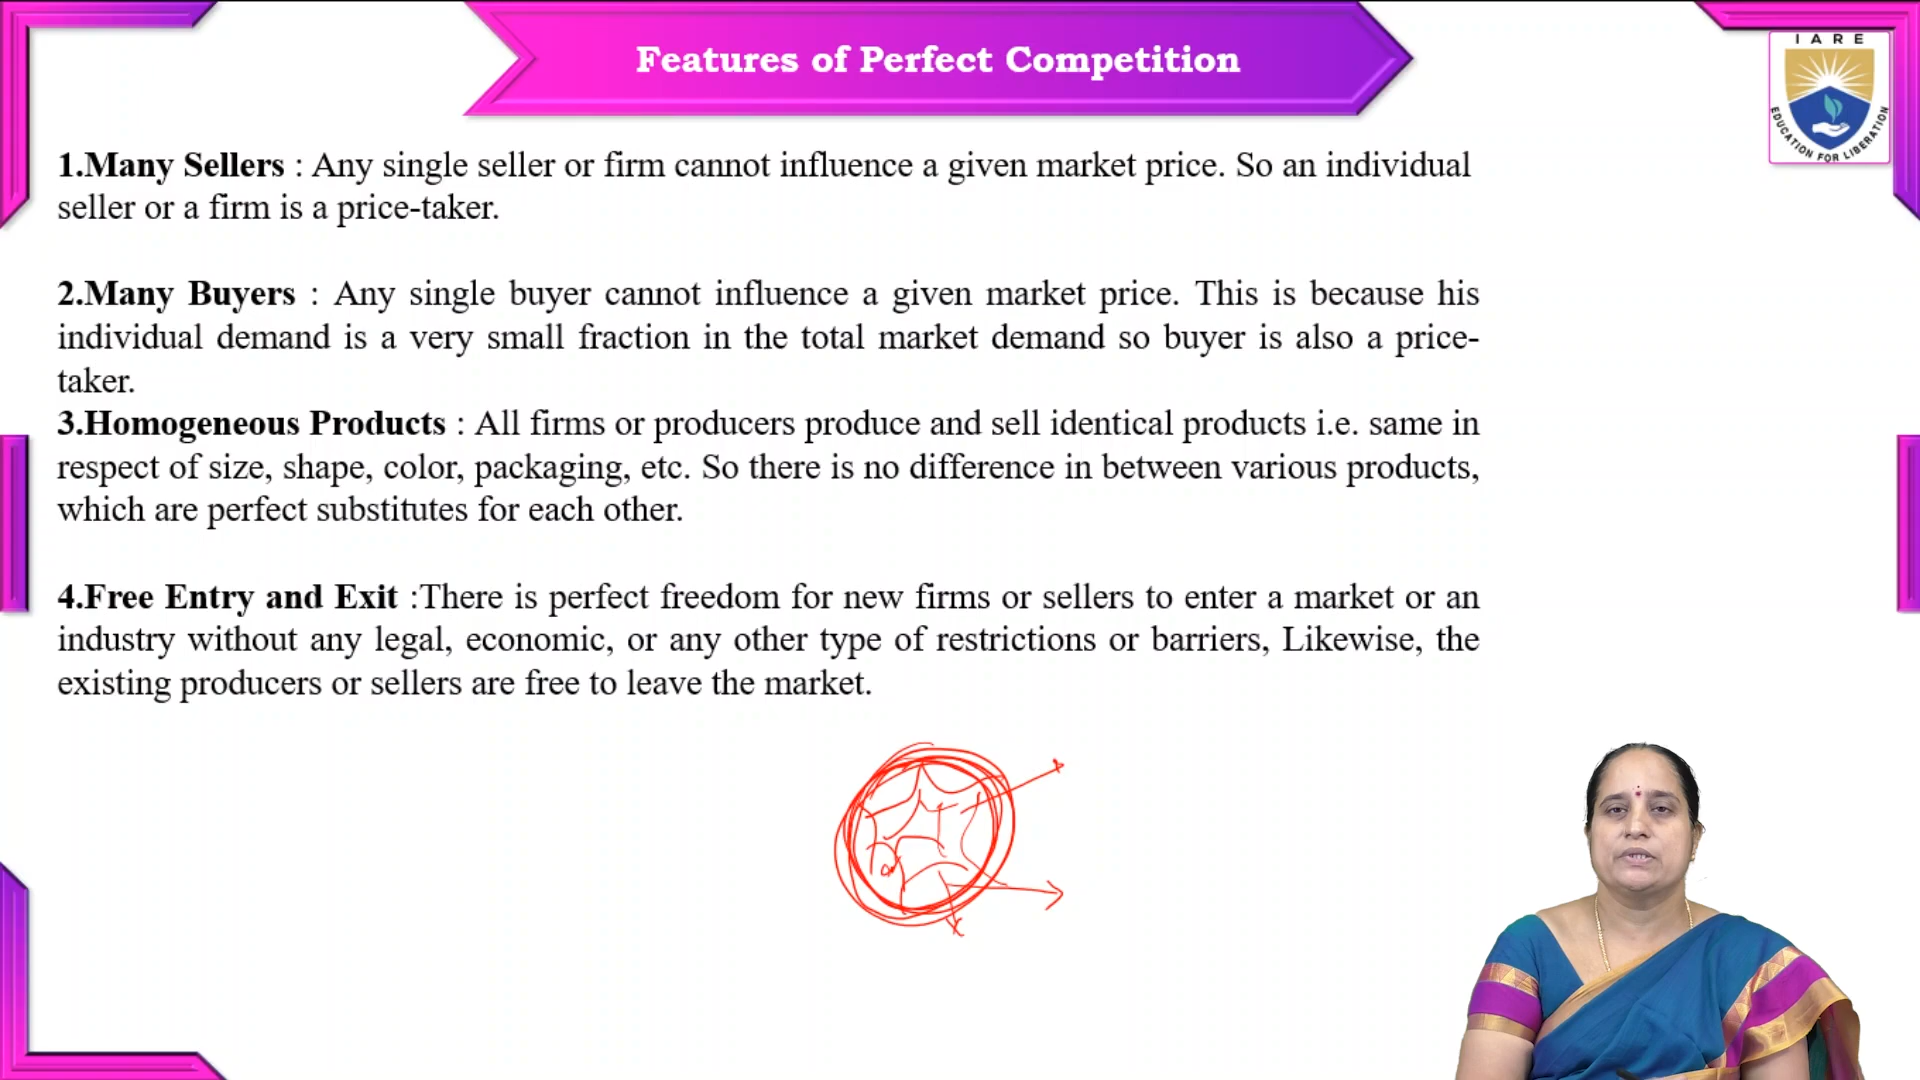 Features of Perfect Competition
I A R E
EDUCATION FOR LIBERATION
1.Many Sellers : Any single seller or firm cannot influence a given market price. So an individual
seller or a firm is a price-taker.
2.Many Buyers : Any single buyer cannot influence a given market price. This is because his
individual demand is a very small fraction in the total market demand so buyer is also a price-
taker.
3.Homogeneous Products : All firms or producers produce and sell identical products i.e. same in
respect of size, shape, color, packaging, etc. So there is no difference in between various products,
which are perfect substitutes for each other.
4.Free Entry and Exit :There is perfect freedom for new firms or sellers to enter a market or an
industry without any legal, economic, or any other type of restrictions or barriers, Likewise, the
existing producers or sellers are free to leave the market.